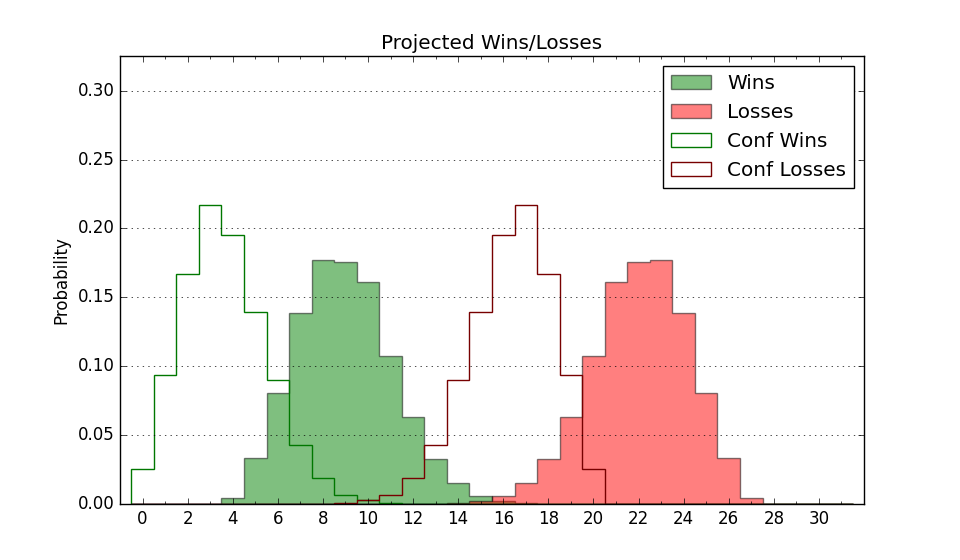 Projected Wins/Losses
Wins
Losses
Conf Wins
Conf Losses
Probability
0.30
0.25
0.20
0.15
0.10
0.05
0.00
0 2 4 6 8 10 12 14 16 18 20 22 24 26 28 30